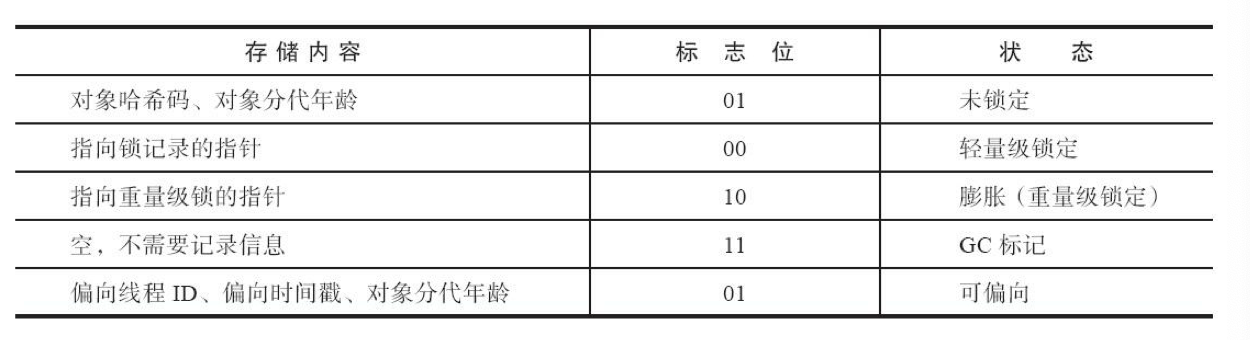 存储内容 标志位 状态
对象哈希码、对象分代年龄 01 未锁定
指向锁记录的指针 00 轻量级锁定
指向重量级锁的指针 10 膨胀（重量级锁定）
空，不需要记录信息 11 GC 标记
偏向线程 ID、偏向时间戳、对象分代年龄 01 可偏向